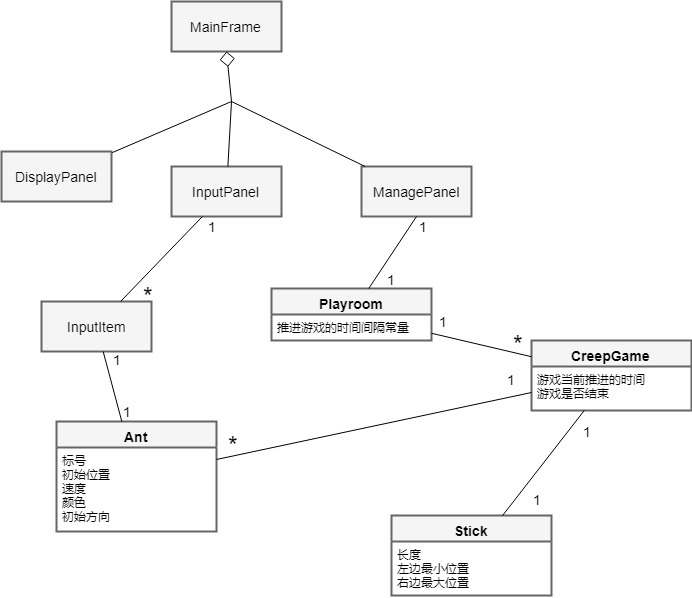 MainFrame
DisplayPanel
InputPanel
ManagePanel
1
1
*
1
InputItem
Playroom
推进游戏的时间间隔常量
1
*
CreepGame
游戏当前推进的时间
游戏是否结束
1
1
1
Ant
标号
初始位置
速度
颜色
初始方向
*
1
1
Stick
长度
左边最小位置
右边最大位置